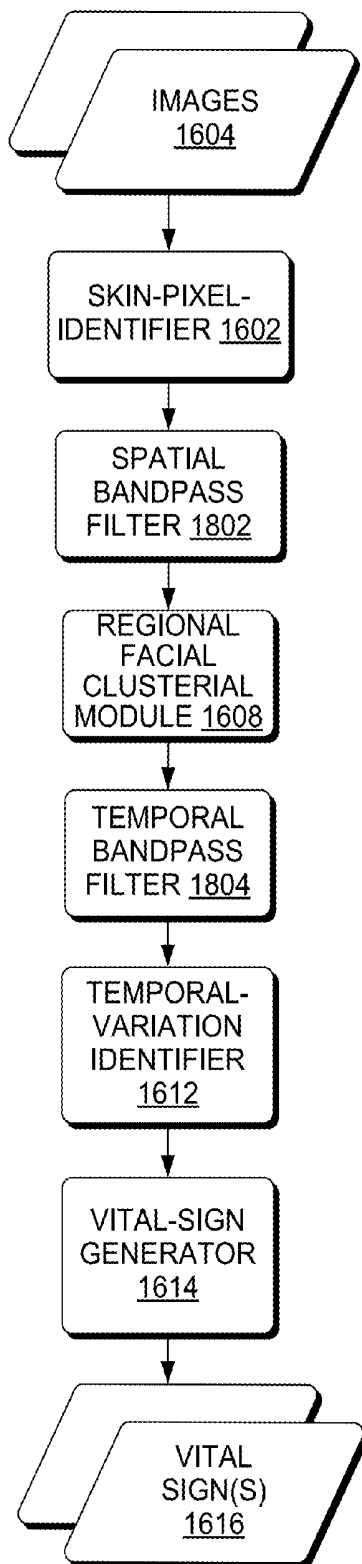 IMAGES
1604
SKIN-PIXEL-
IDENTIFIER 1602
SPATIAL
BANDPASS
FILTER 1802
REGIONAL
FACIAL
CLUSTERIAL
MODULE 1608
TEMPORAL
BANDPASS
FILTER 1804
TEMPORAL-
VARIATION
IDENTIFIER
1612
VITAL-SIGN
GENERATOR
1614
VITAL
SIGN(S)
1616